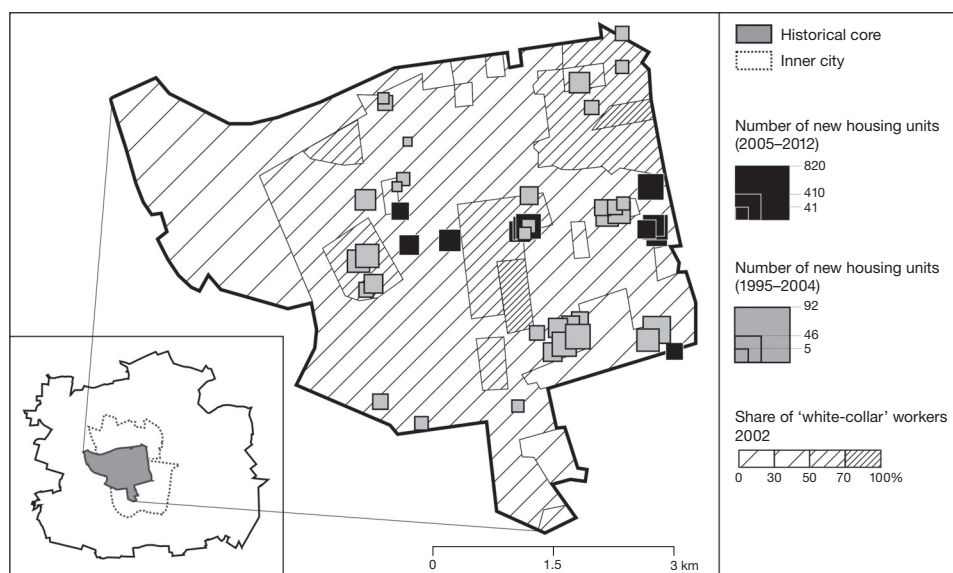 Historical core
Inner city
Number of new housing units
(2005–2012)
820
410
41
Number of new housing units
(1995–2004)
92
46
5
Share of ‘white-collar’ workers
2002
0 30 50 70 100%
0 1.5 3 km